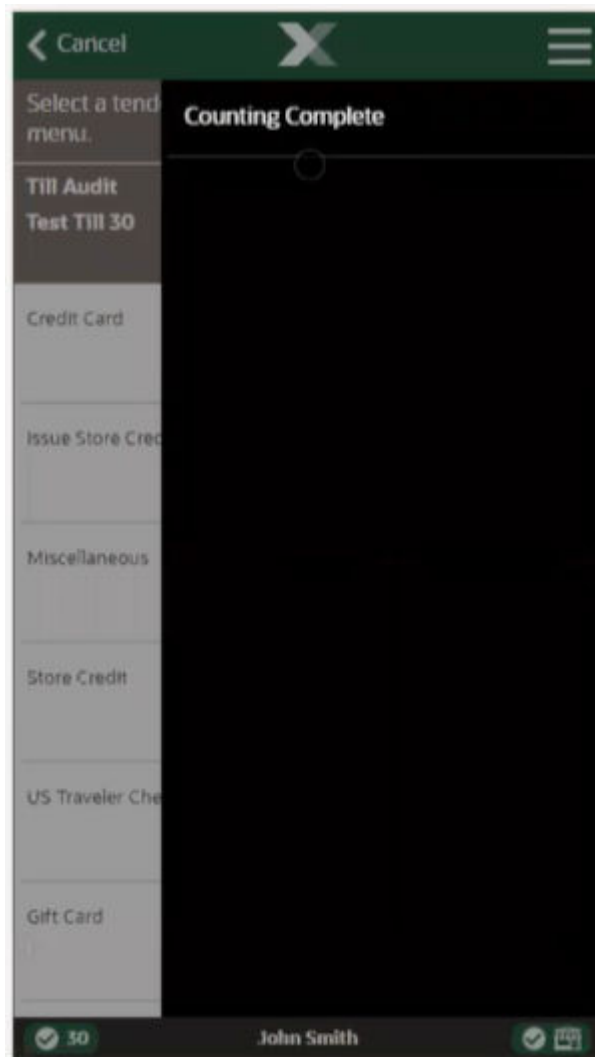 Cancel
Select a tend
menu.
Counting Complete
Till Audit
Test Till 30
Credit Card
Issue Store Cred
Miscellaneous
Store Credit
US Traveler Che
Gift Card
30
John Smith